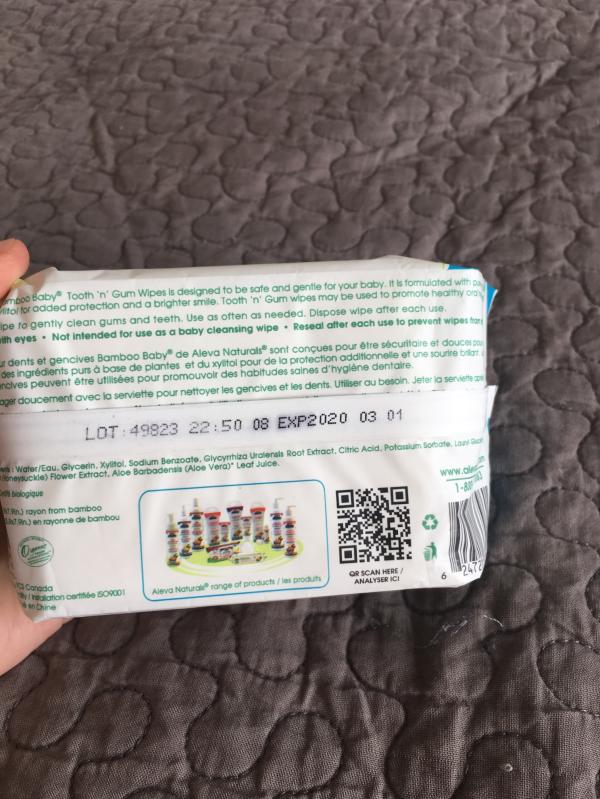 Baby® Tooth 'n' Gum Wipes is designed to be safe and gentle for your baby. It is formulated with
for added protection and a brighter smile. Tooth 'n' Gum wipes may be used to promote healthy
to gently clean gums and teeth. Use as often as needed. Dispose wipe after each use.
with eyes • Not intended for use as a baby cleansing wipe • Reseal after each use to prevent wipes from
dents et gencives Bamboo Baby® de Aleva Naturals® sont conçues pour être sécuritaire et douces pour
des ingrédients purs à base de plantes et du xylitol pour de la protection additionnelle et une sourire brillant.
peuvent être utilisées pour promouvoir des habitudes saines d'hygiène dentaire.
doucement avec la serviette pour nettoyer les gencives et les dents. Utiliser au besoin. Jeter la serviette
LOT:49823 22:50 08 EXP2020 03 01
Water/Eau, Glycerin, Xylitol, Sodium Benzoate, Glycyrrhiza Uralensis Root Extract, Citric Acid, Potassium Sorbate, Lauryl
(Honeysuckle) Flower Extract, Aloe Barbadensis (Aloe Vera)* Leaf Juice.
biologique
rayon from bamboo
en rayonne de bambou
Canada
/ Installation certifiée ISO9001
en Chine
Aleva Naturals® range of products / les produits
QR SCAN HERE /
ANALYSER ICI
6